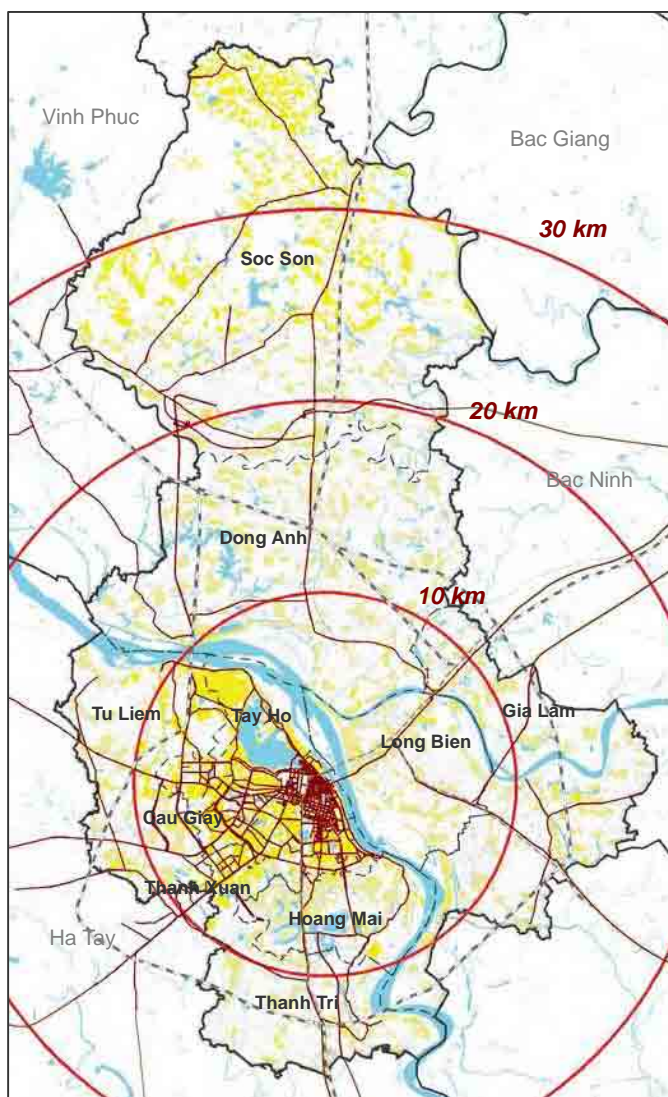 Vinh Phuc
Bac Giang
30 km
Soc Son
20 km
Bac Ninh
Dong Anh
10 km
Gia Lam
Tu Liem
Tay Ho
Long Bien
Cau Giay
Thanh Xuan
Hoang Mai
Ha Tay
Thanh Tri